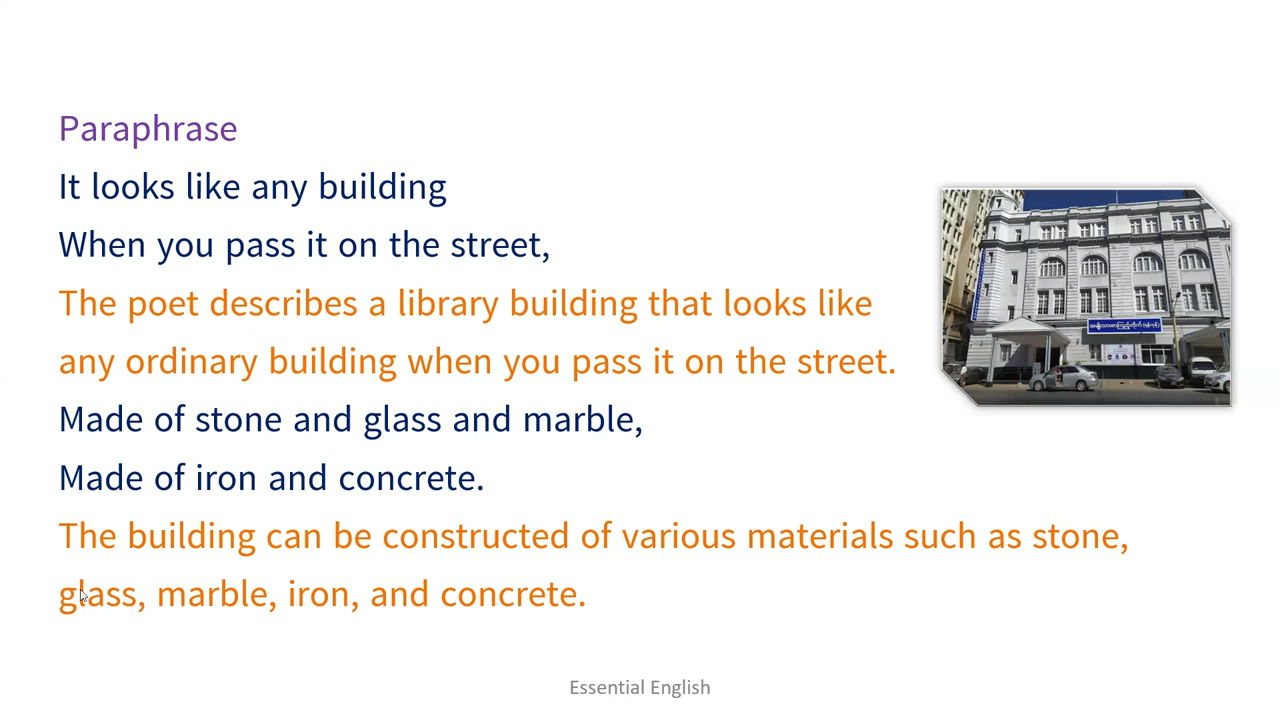 Paraphrase
It looks like any building
When you pass it on the street,
The poet describes a library building that looks like
any ordinary building when you pass it on the street.
Made of stone and glass and marble,
Made of iron and concrete.
The building can be constructed of various materials such as stone,
glass, marble, iron, and concrete.
Essential English